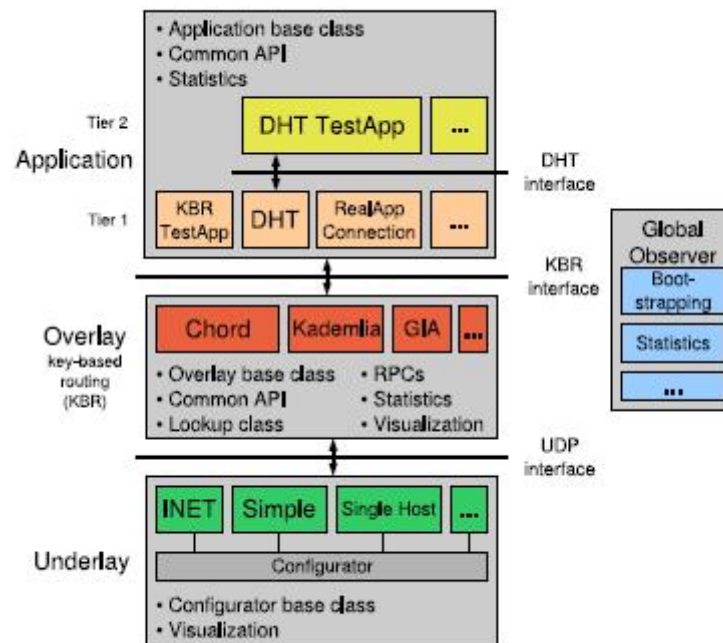 • Application base class
• Common API
• Statistics
Tier 2
DHT TestApp
...
Application
DHT
interface
Tier 1
KBR
TestApp
DHT
RealApp
Connection
...
KBR
interface
Global
Observer
Boot-
strapping
Statistics
...
Overlay
key-based
routing
(KBR)
Chord
Kademlia
GIA
...
• Overlay base class
• Common API
• Lookup class
• RPCs
• Statistics
• Visualization
UDP
interface
Underlay
INET
Simple
Single Host
...
Configurator
• Configurator base class
• Visualization